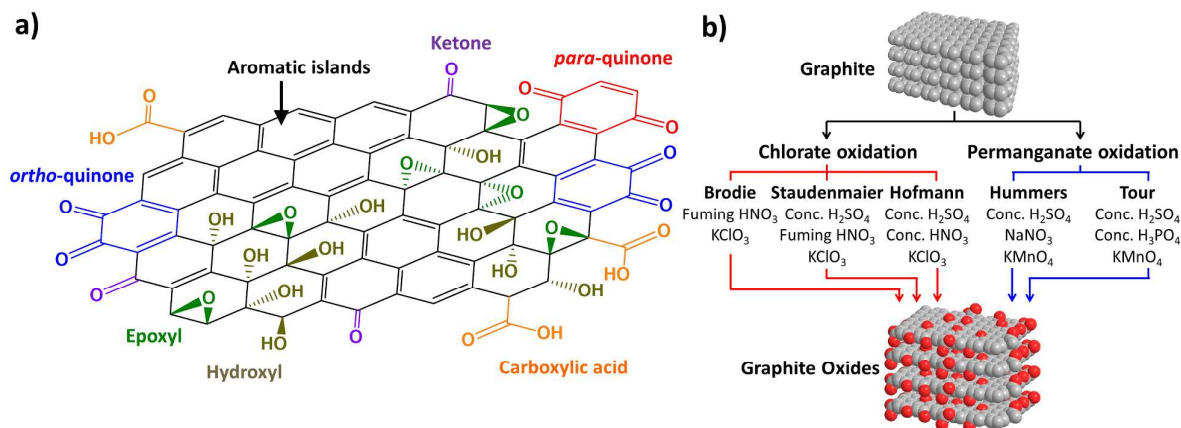 a)
Ketone
para-quinone
Aromatic islands
O
O
O
O
O
HO
OH
O
O
ortho-quinone
O
O
O
OH
OH
O
OH
HO
O
O
OH
O
OH
OH
O
O
OH
HO
O
OH
O
OH
Epoxyl
Hydroxyl
Carboxylic acid
b)
Graphite
Chlorate oxidation
Permanganate oxidation
Brodie Staudenmaier Hofmann Hummers Tour
Fuming HNO3 Conc. H2SO4 Conc. H2SO4 Conc. H2SO4 Conc. H2SO4
KClO3 Fuming HNO3 Conc. HNO3 NaNO3 Conc. H3PO4
KClO3 KClO3 KMnO4 KMnO4
Graphite Oxides